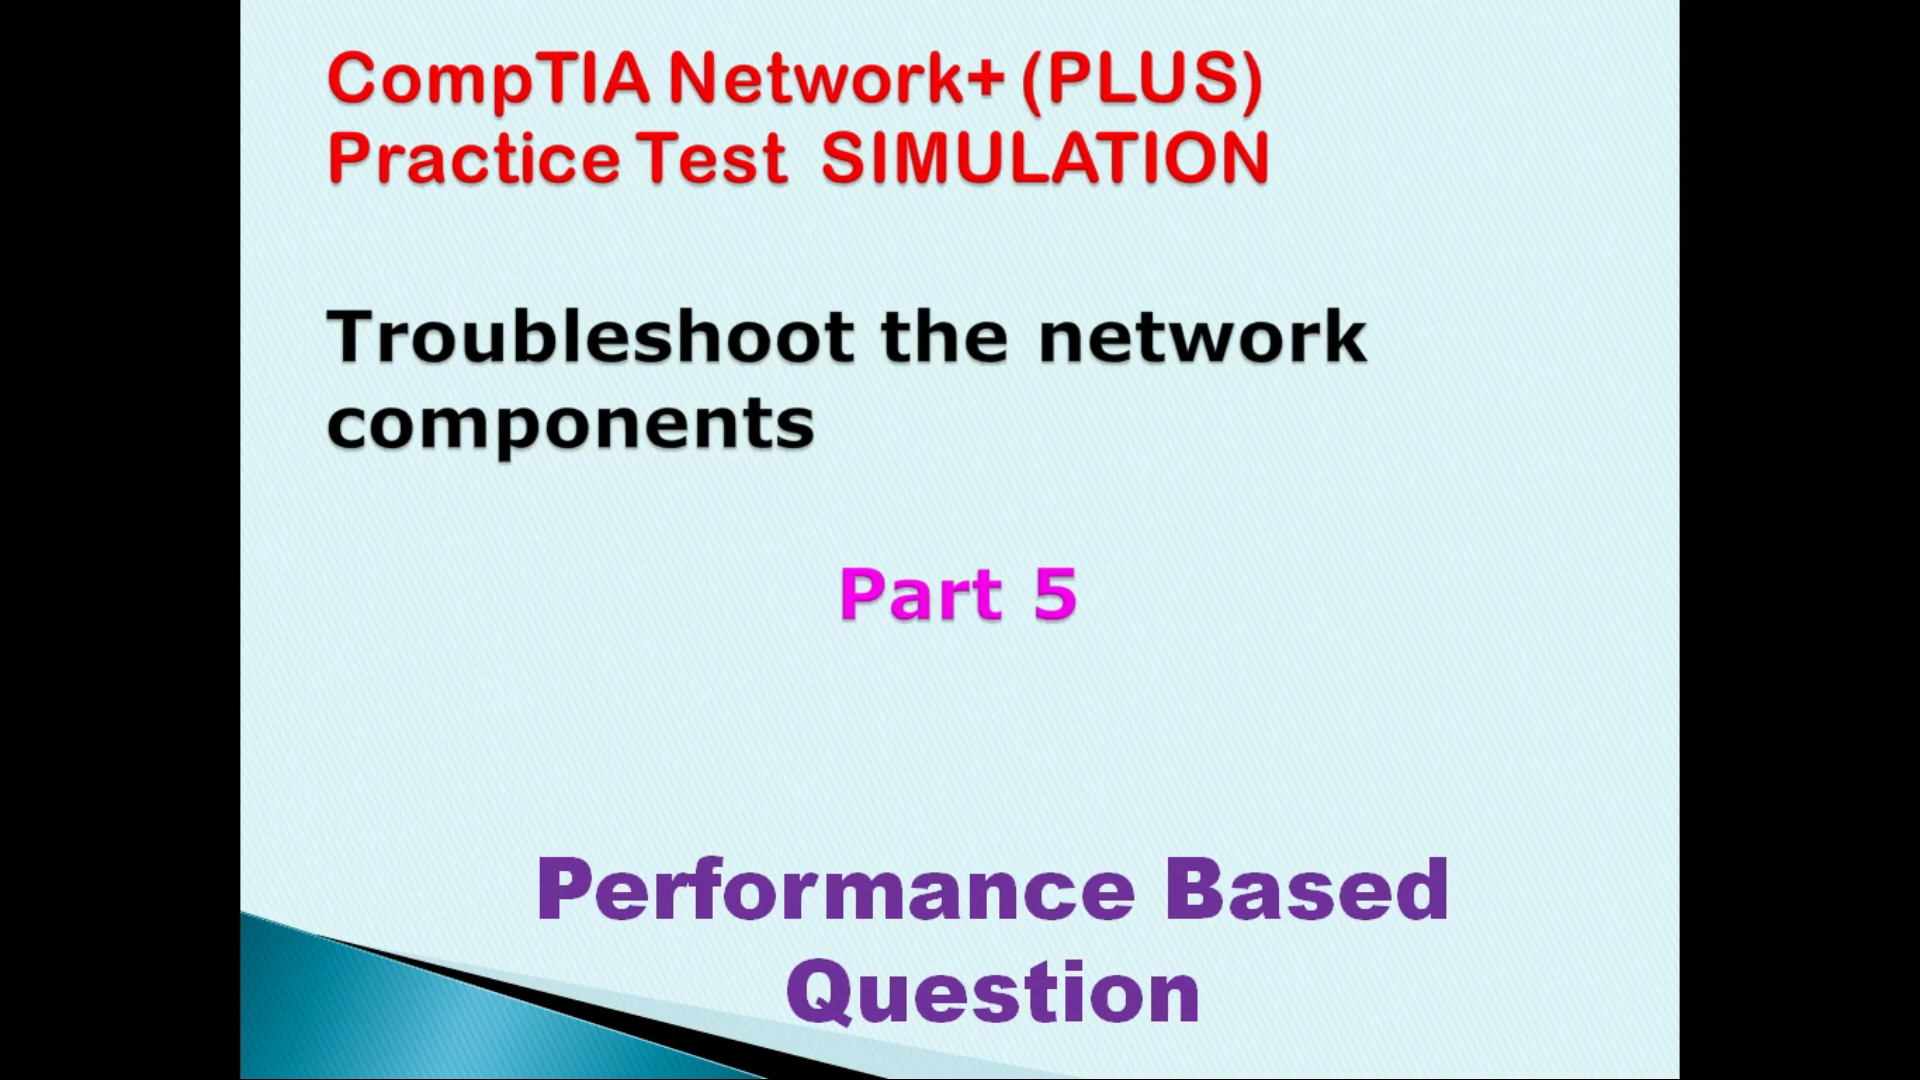 CompTIA Network+ (PLUS)
Practice Test SIMULATION
Troubleshoot the network
components
Part 5
Performance Based
Question